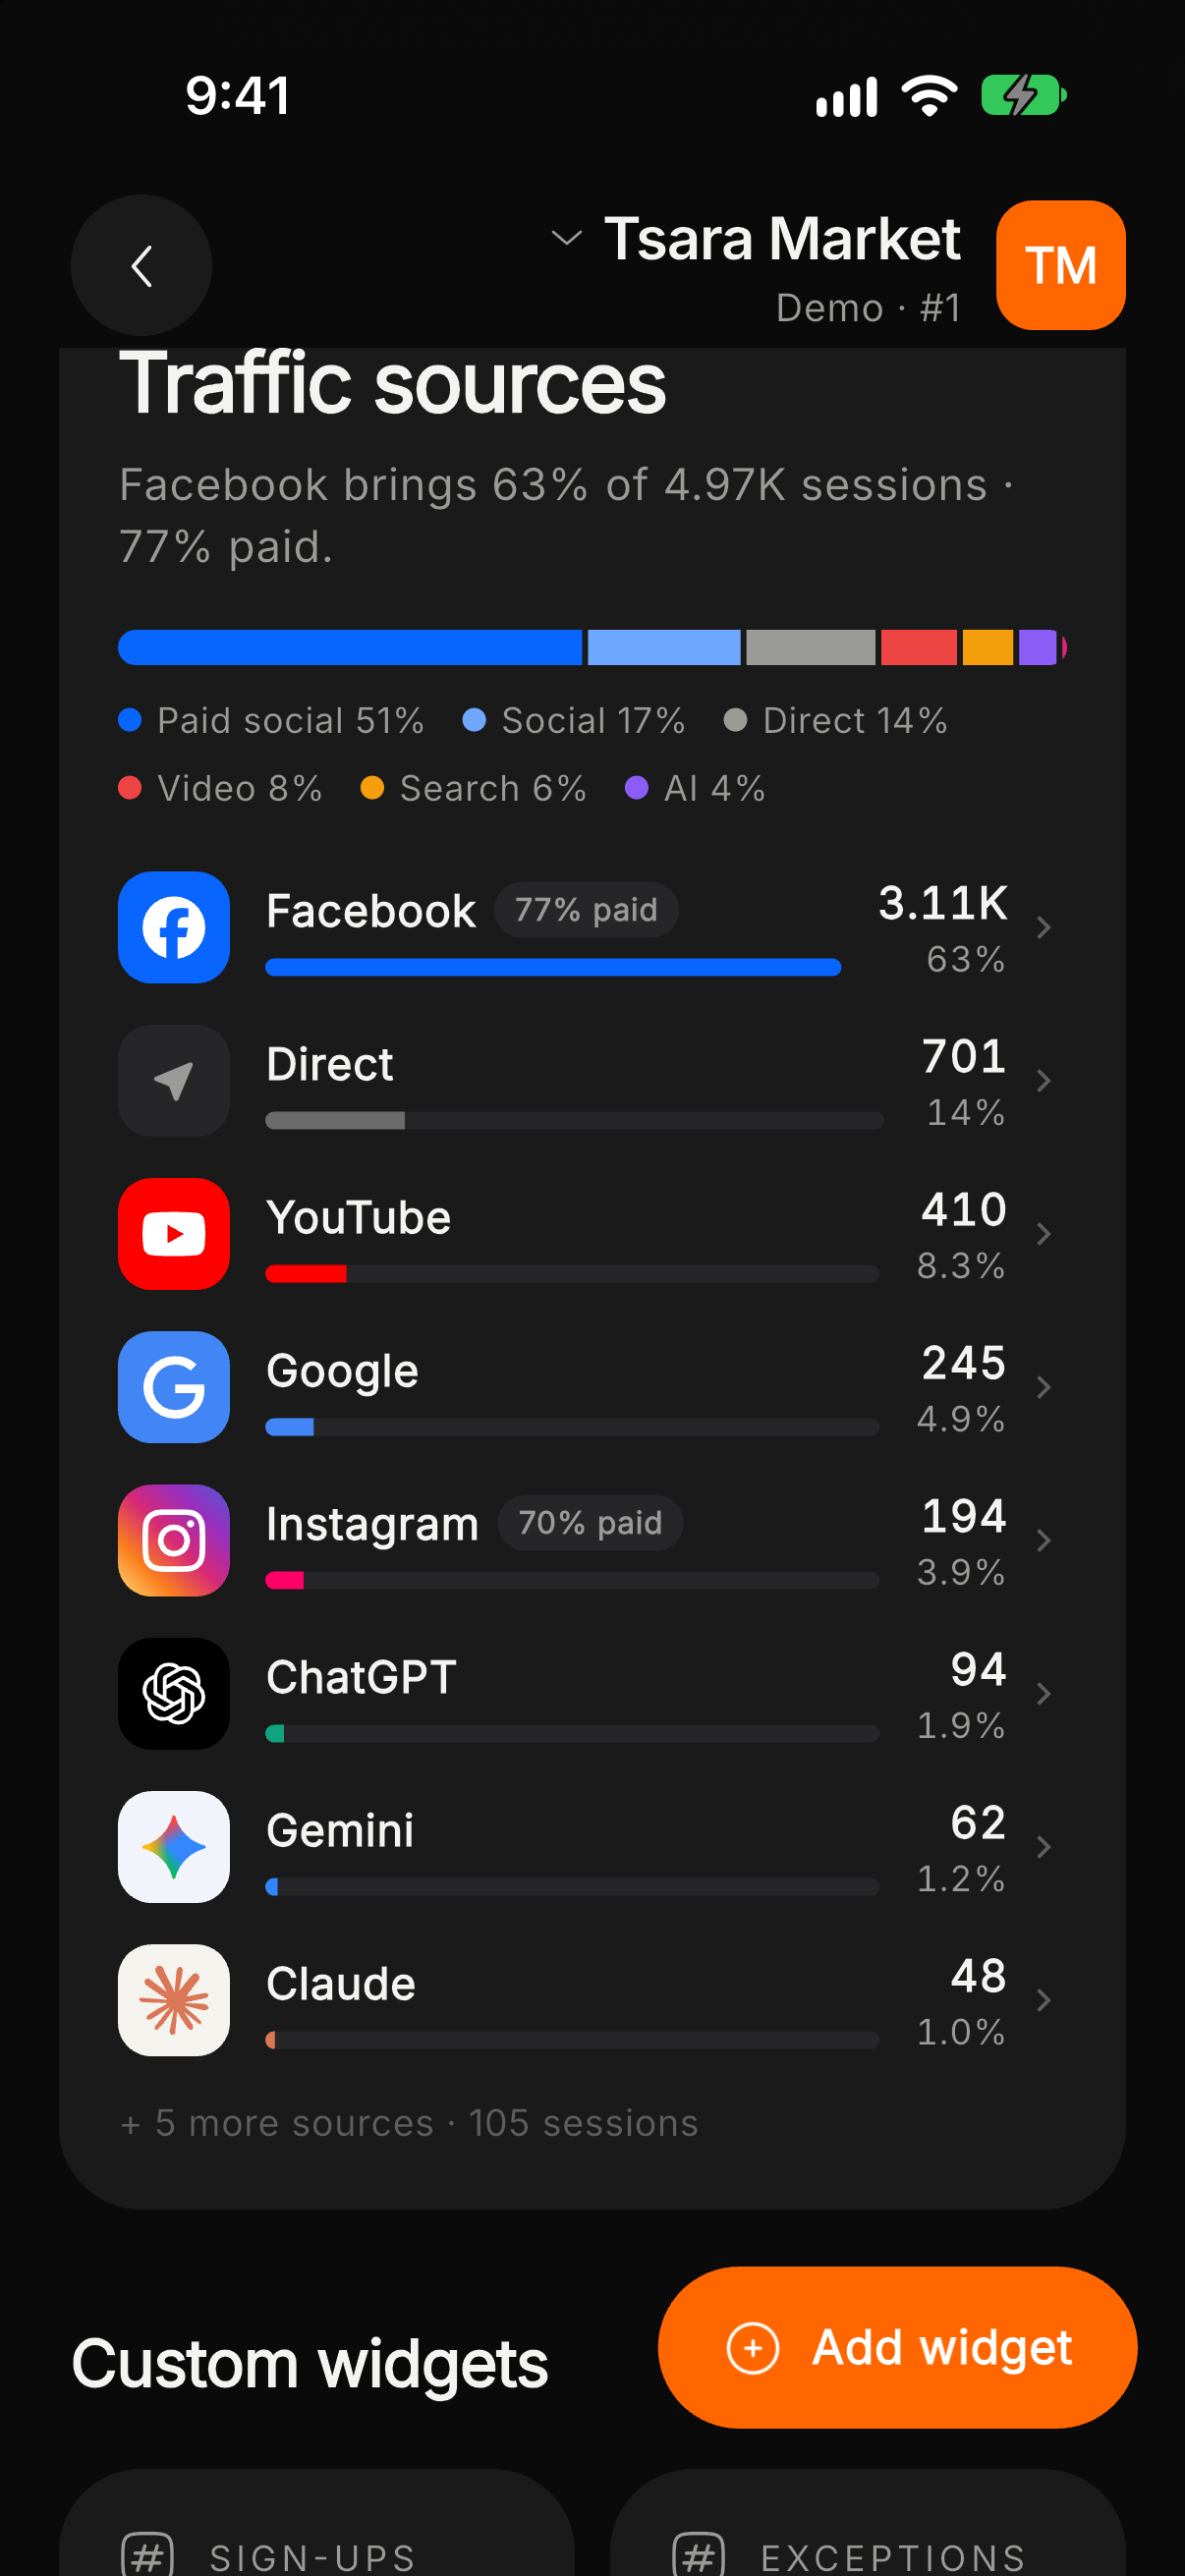 9:41
Tsara Market
TM
Demo · #1
Traffic sources
Facebook brings 63% of 4.97K sessions ·
77% paid.
Paid social 51% Social 17% Direct 14%
Video 8% Search 6% AI 4%
Facebook 77% paid 3.11K
63%
Direct 701
14%
YouTube 410
8.3%
Google 245
4.9%
Instagram 70% paid 194
3.9%
ChatGPT 94
1.9%
Gemini 62
1.2%
Claude 48
1.0%
+ 5 more sources · 105 sessions
Custom widgets
Add widget
SIGN-UPS
EXCEPTIONS